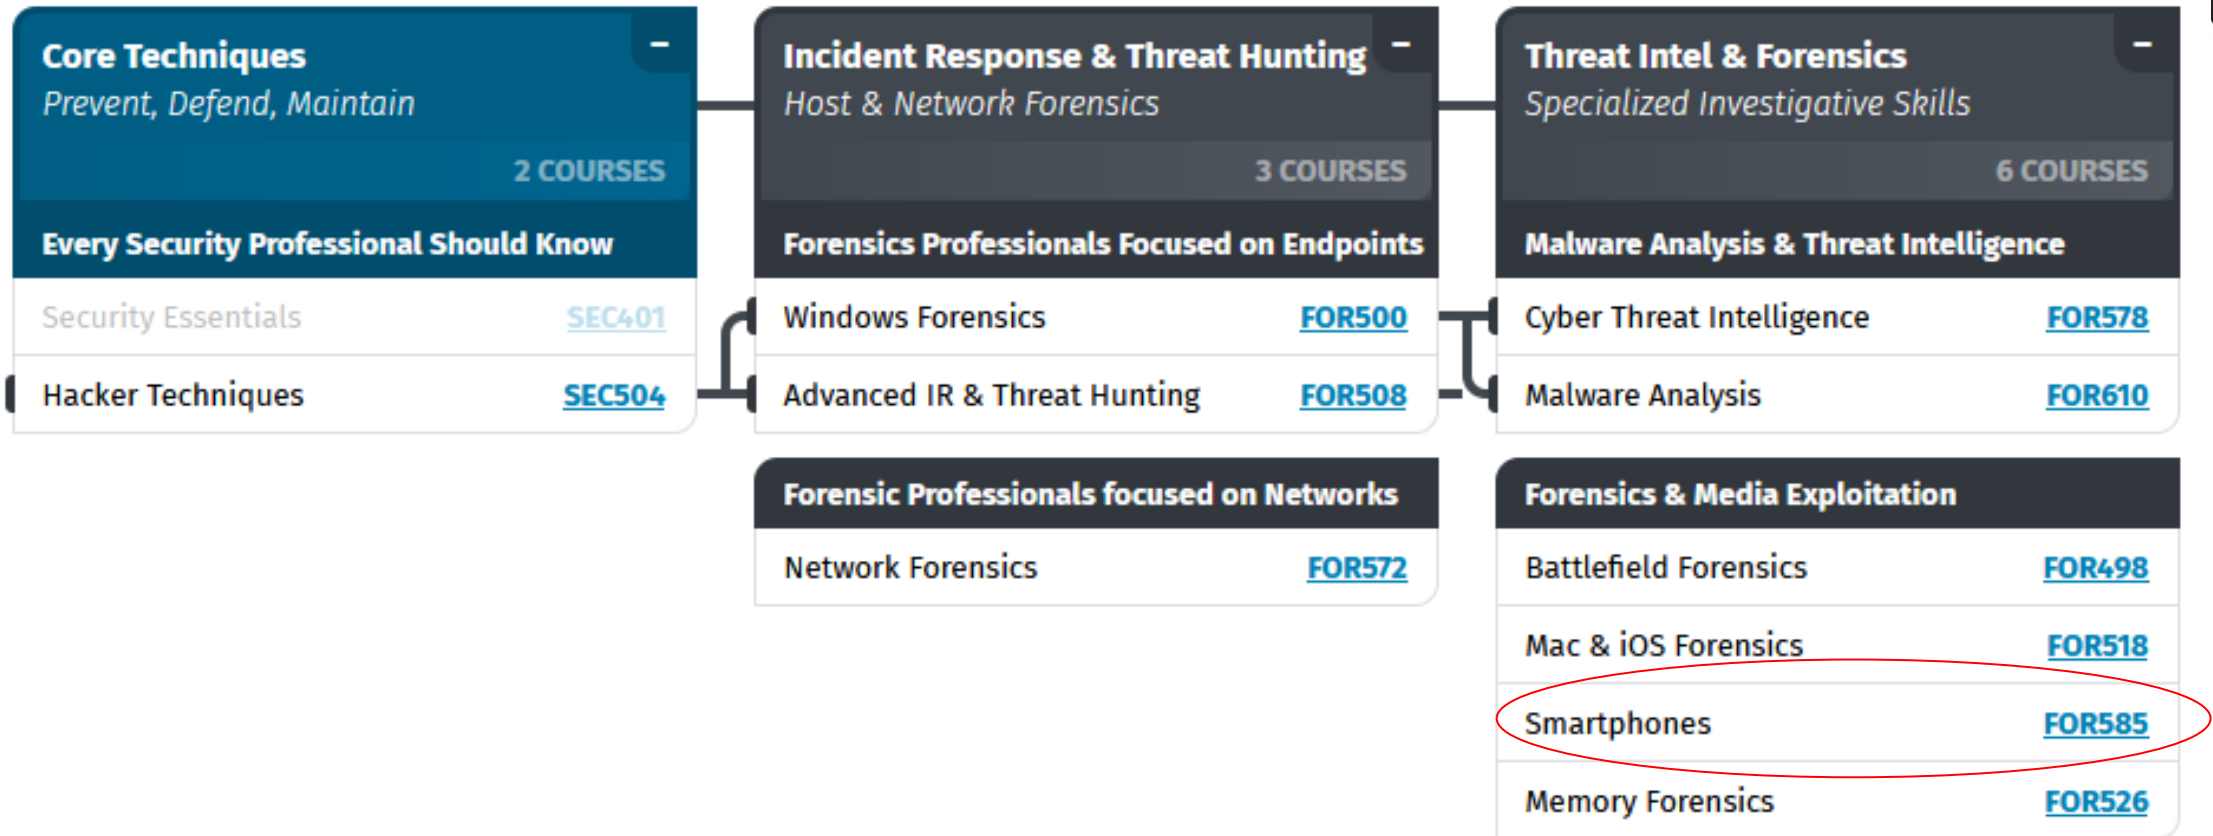 Core Techniques
–
Prevent, Defend, Maintain
2 COURSES
Every Security Professional Should Know
Security Essentials SEC401
Hacker Techniques SEC504
Incident Response & Threat Hunting
–
Host & Network Forensics
3 COURSES
Forensics Professionals Focused on Endpoints
Windows Forensics FOR500
Advanced IR & Threat Hunting FOR508
Forensic Professionals focused on Networks
Network Forensics FOR572
Threat Intel & Forensics
–
Specialized Investigative Skills
6 COURSES
Malware Analysis & Threat Intelligence
Cyber Threat Intelligence FOR578
Malware Analysis FOR610
Forensics & Media Exploitation
Battlefield Forensics FOR498
Mac & iOS Forensics FOR518
Smartphones FOR585
Memory Forensics FOR526